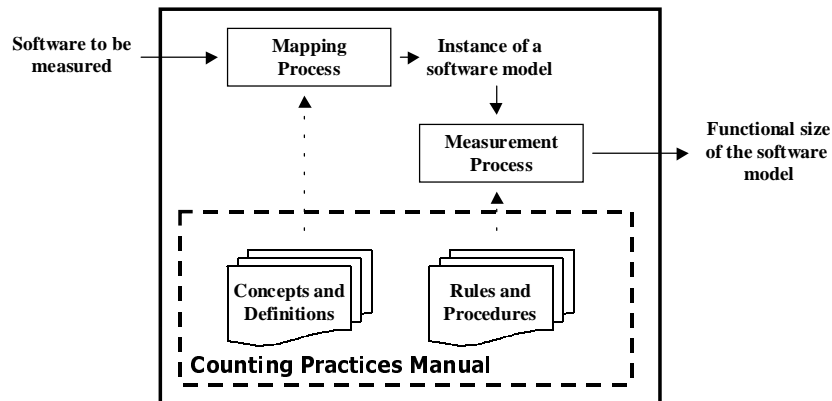 Software to be
measured
Mapping
Process
Instance of a
software model
Measurement
Process
Functional size
of the software
model
Concepts and
Definitions
Rules and
Procedures
Counting Practices Manual